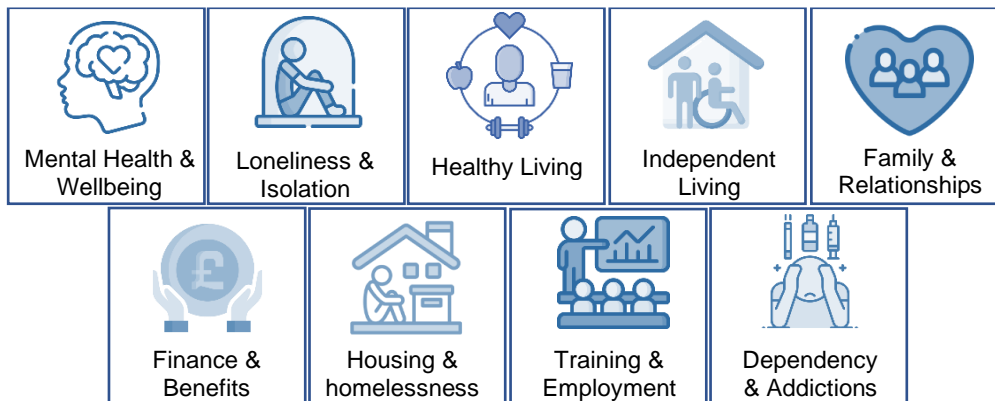 Mental Health &
Wellbeing
Loneliness &
Isolation
Healthy Living
Independent
Living
Family &
Relationships
£
Finance &
Benefits
Housing &
homelessness
Training &
Employment
Dependency
& Addictions